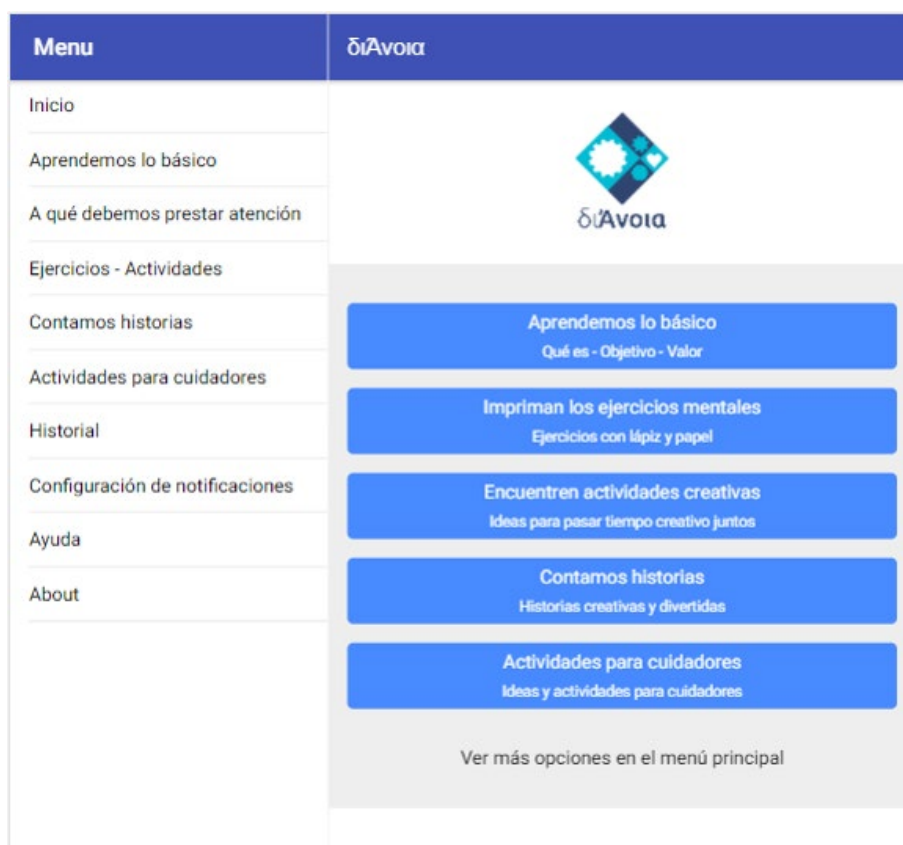 Menu
Inicio
Aprendemos lo básico
A qué debemos prestar atención
Ejercicios - Actividades
Contamos historias
Actividades para cuidadores
Historial
Configuración de notificaciones
Ayuda
About
διΆνοια
διΆνοια
Aprendemos lo básico
Qué es - Objetivo - Valor
Impriman los ejercicios mentales
Ejercicios con lápiz y papel
Encuentren actividades creativas
Ideas para pasar tiempo creativo juntos
Contamos historias
Historias creativas y divertidas
Actividades para cuidadores
Ideas y actividades para cuidadores
Ver más opciones en el menú principal